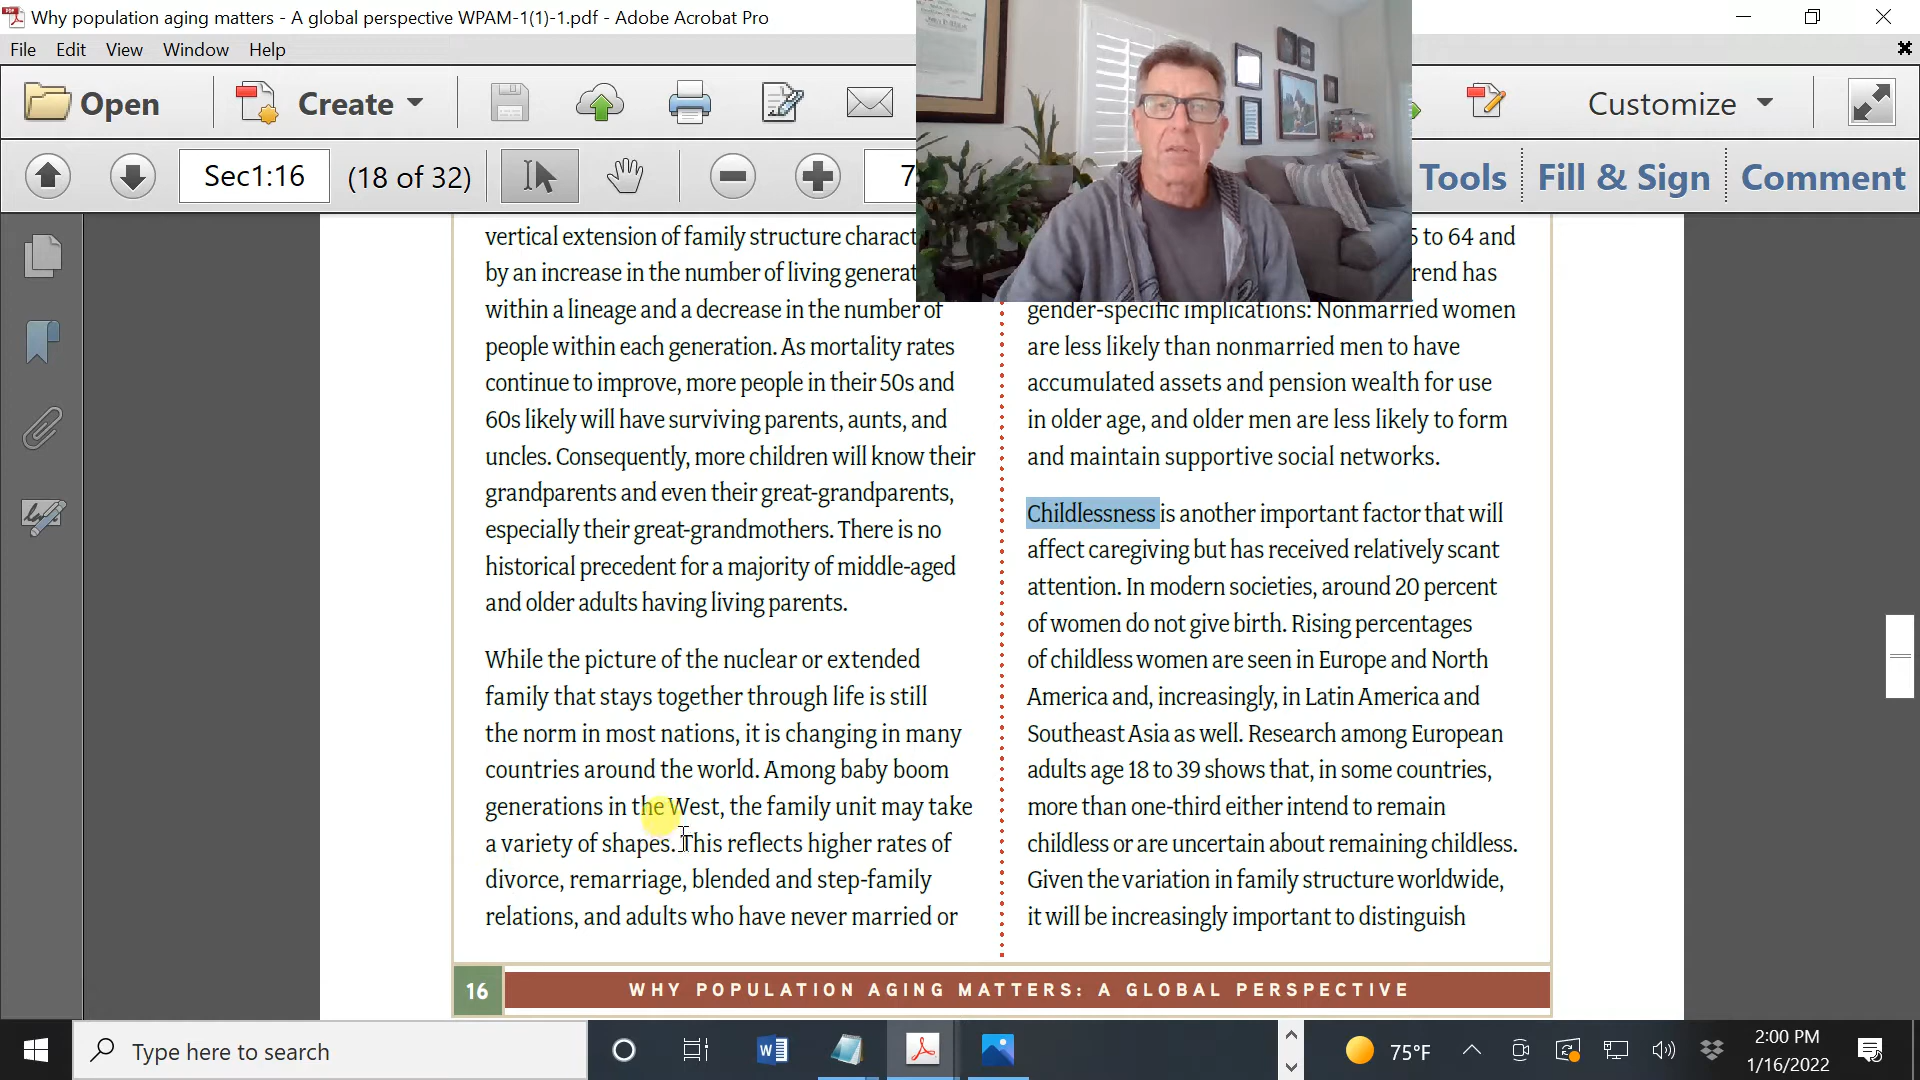 Why population aging matters - A global perspective WPAM-1(1)-1.pdf - Adobe Acrobat Pro
File Edit View Window Help
Open Create Customize
Sec1:16 (18 of 32) 7 Tools Fill & Sign Comment
vertical extension of family structure charact
by an increase in the number of living generat
within a lineage and a decrease in the number of
people within each generation. As mortality rates
continue to improve, more people in their 50s and
60s likely will have surviving parents, aunts, and
uncles. Consequently, more children will know their
grandparents and even their great-grandparents,
especially their great-grandmothers. There is no
historical precedent for a majority of middle-aged
and older adults having living parents.
While the picture of the nuclear or extended
family that stays together through life is still
the norm in most nations, it is changing in many
countries around the world. Among baby boom
generations in the West, the family unit may take
a variety of shapes. This reflects higher rates of
divorce, remarriage, blended and step-family
relations, and adults who have never married or
5 to 64 and
rend has
gender-specific implications: Nonmarried women
are less likely than nonmarried men to have
accumulated assets and pension wealth for use
in older age, and older men are less likely to form
and maintain supportive social networks.
Childlessness is another important factor that will
affect caregiving but has received relatively scant
attention. In modern societies, around 20 percent
of women do not give birth. Rising percentages
of childless women are seen in Europe and North
America and, increasingly, in Latin America and
Southeast Asia as well. Research among European
adults age 18 to 39 shows that, in some countries,
more than one-third either intend to remain
childless or are uncertain about remaining childless.
Given the variation in family structure worldwide,
it will be increasingly important to distinguish
16 WHY POPULATION AGING MATTERS: A GLOBAL PERSPECTIVE
Type here to search
75°F
2:00 PM
1/16/2022